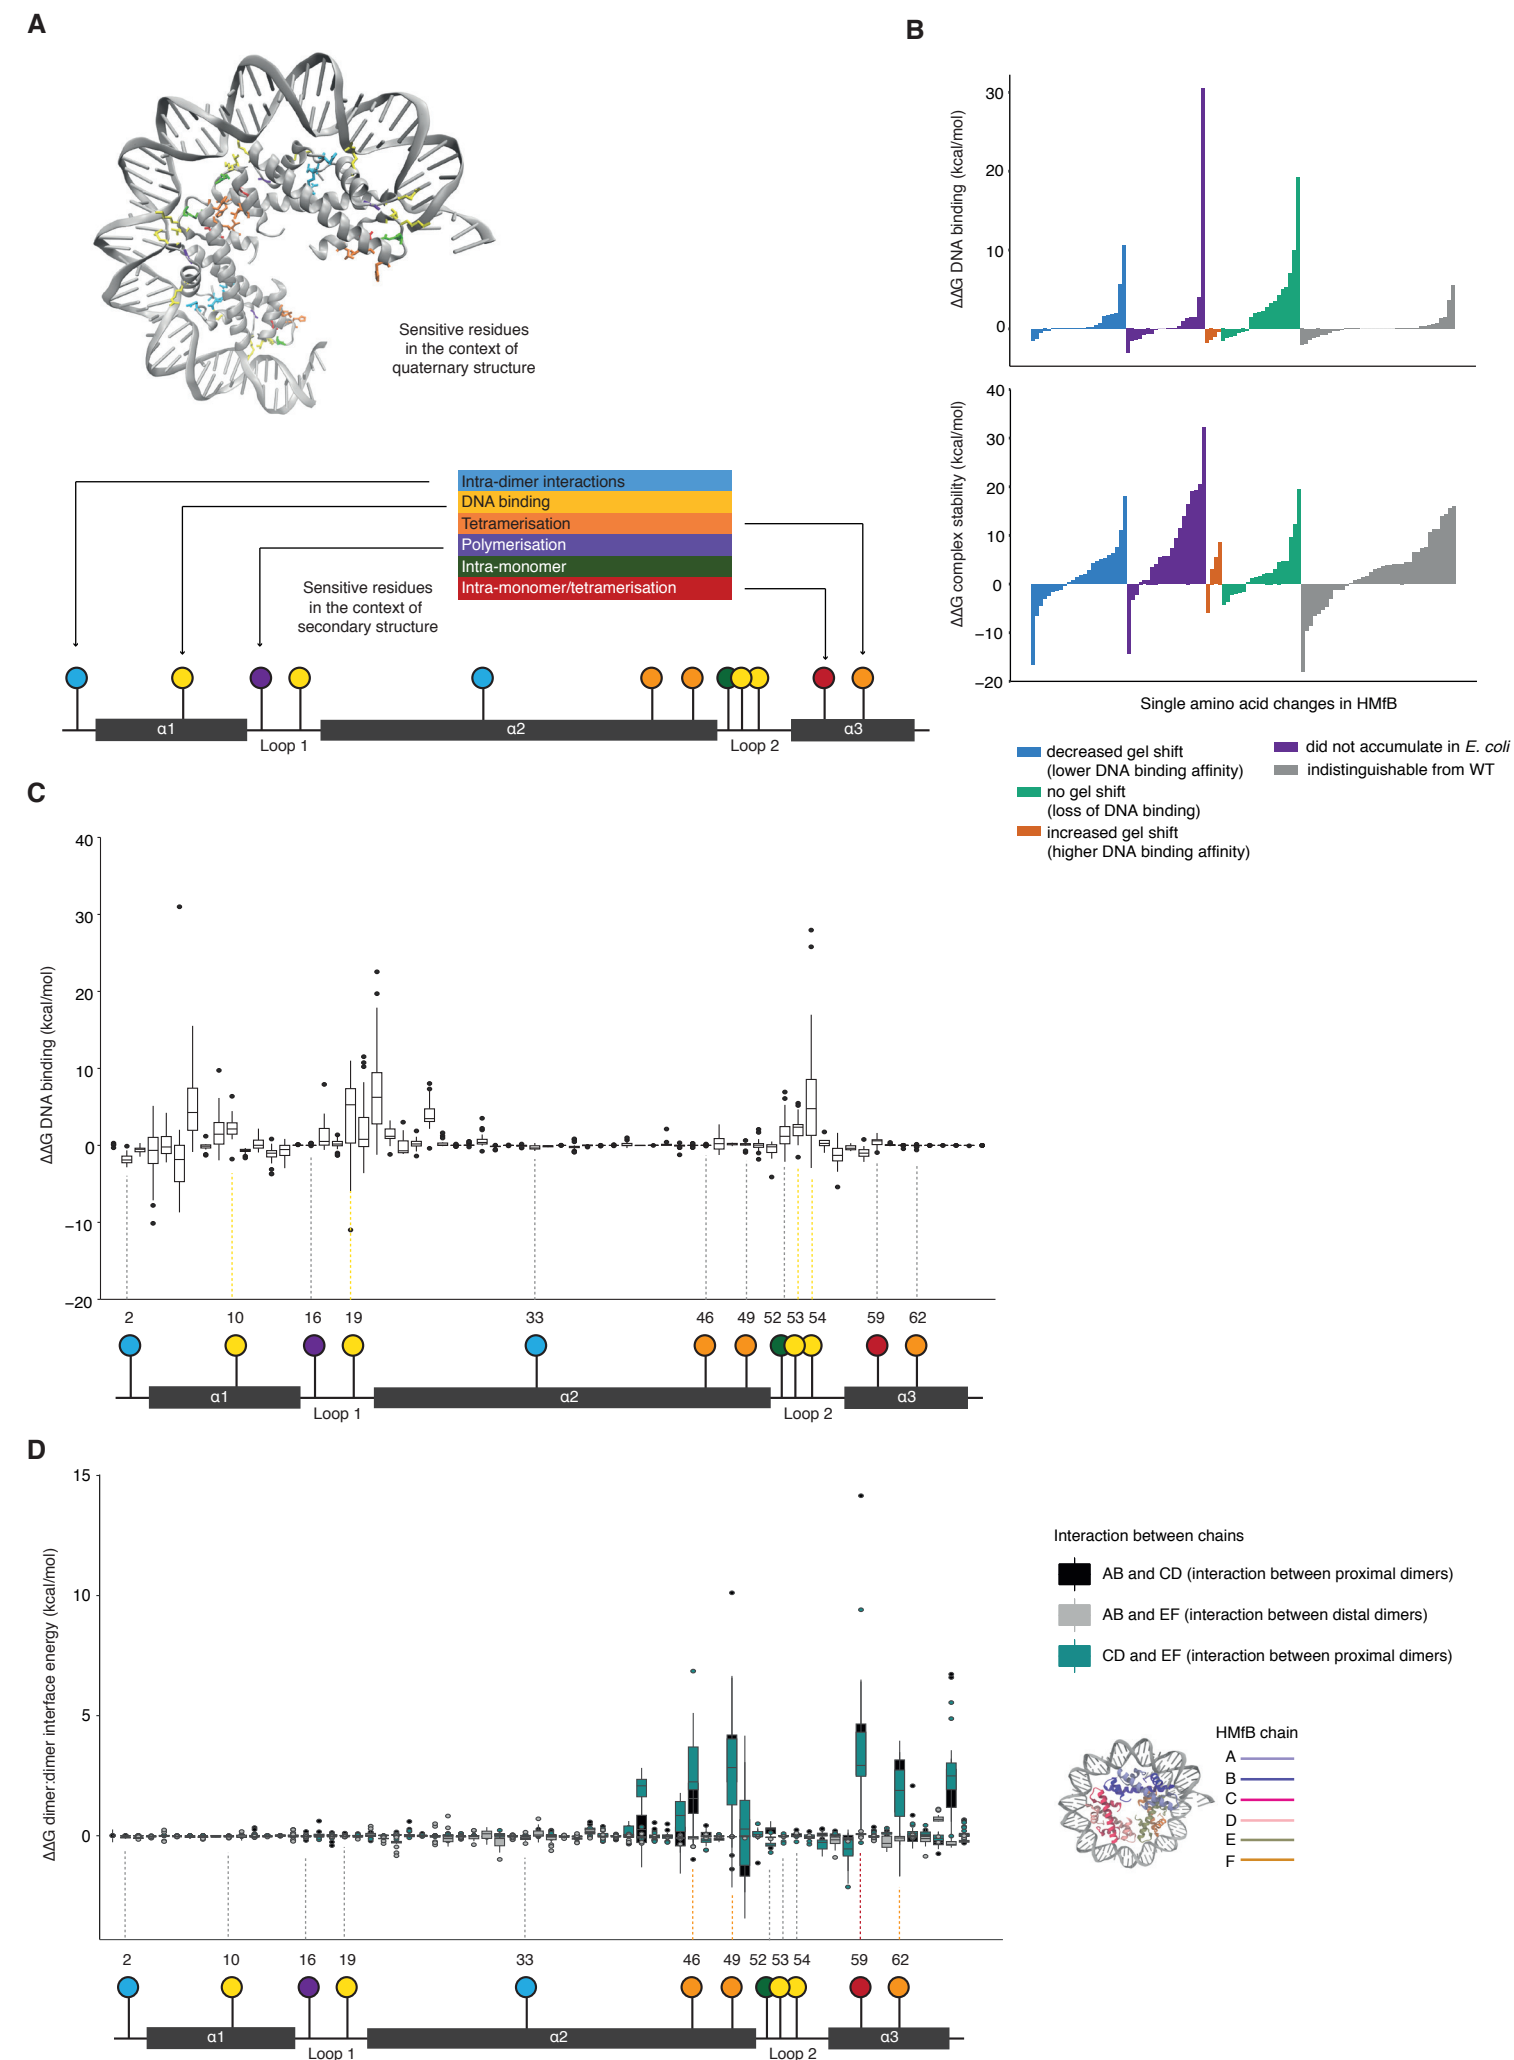 A
Sensitive residues
in the context of
quaternary structure
Intra-dimer interactions
DNA binding
Tetramerisation
Polymerisation
Intra-monomer
Intra-monomer/tetramerisation
Sensitive residues
in the context of
secondary structure
α1
Loop 1
α2
Loop 2
α3
B
ΔΔG DNA binding (kcal/mol)
30
20
10
0
ΔΔG complex stability (kcal/mol)
40
30
20
10
0
−10
−20
Single amino acid changes in HMfB
decreased gel shift
(lower DNA binding affinity)
no gel shift
(loss of DNA binding)
increased gel shift
(higher DNA binding affinity)
did not accumulate in E. coli
indistinguishable from WT
C
ΔΔG DNA binding (kcal/mol)
40
30
20
10
0
−10
−20
2 10 16 19 33 46 49 52 53 54 59 62
α1
Loop 1
α2
Loop 2
α3
D
ΔΔG dimer:dimer interface energy (kcal/mol)
15
10
5
0
2 10 16 19 33 46 49 52 53 54 59 62
α1
Loop 1
α2
Loop 2
α3
Interaction between chains
AB and CD (interaction between proximal dimers)
AB and EF (interaction between distal dimers)
CD and EF (interaction between proximal dimers)
HMfB chain
A
B
C
D
E
F